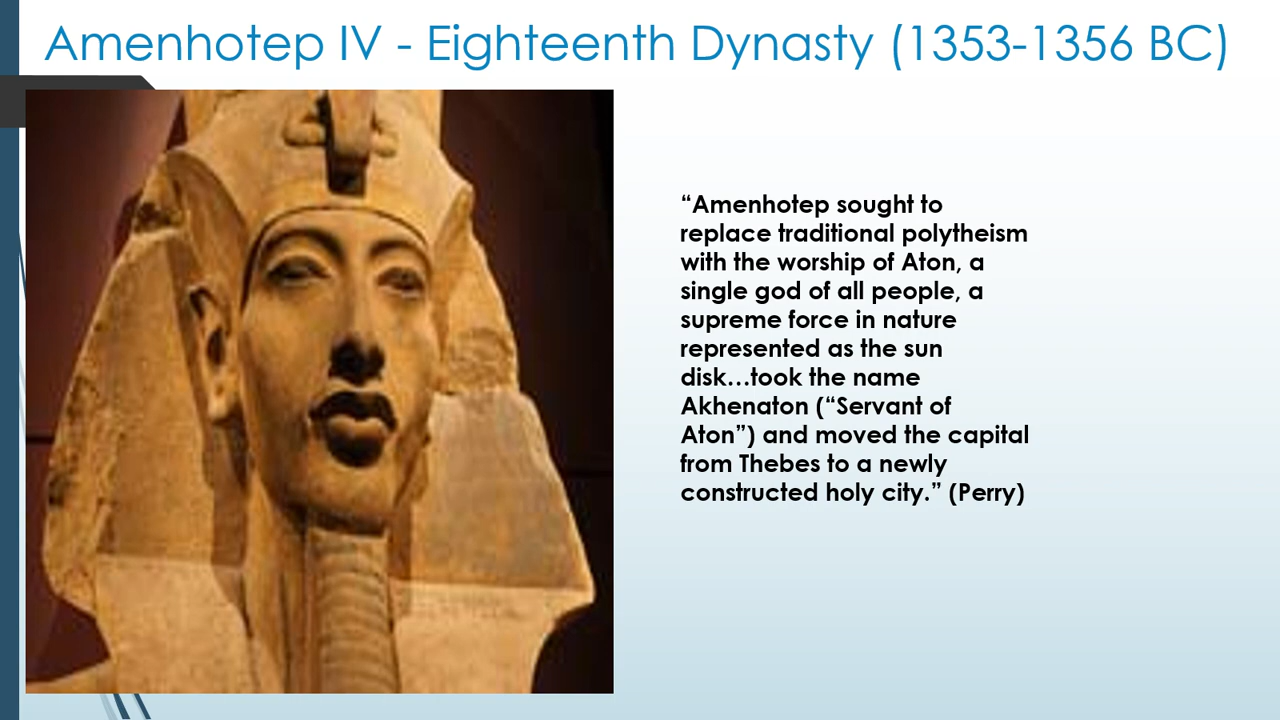 Amenhotep IV - Eighteenth Dynasty (1353-1356 BC)
“Amenhotep sought to
replace traditional polytheism
with the worship of Aton, a
single god of all people, a
supreme force in nature
represented as the sun
disk…took the name
Akhenaton (“Servant of
Aton”) and moved the capital
from Thebes to a newly
constructed holy city.” (Perry)